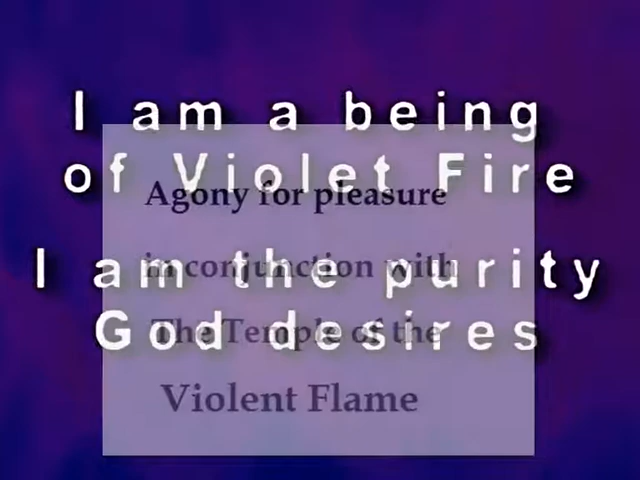 I am a being
of Violet Fire
I am the purity
God desires
Agony for pleasure
in conjunction with
The Temple of the
Violent Flame